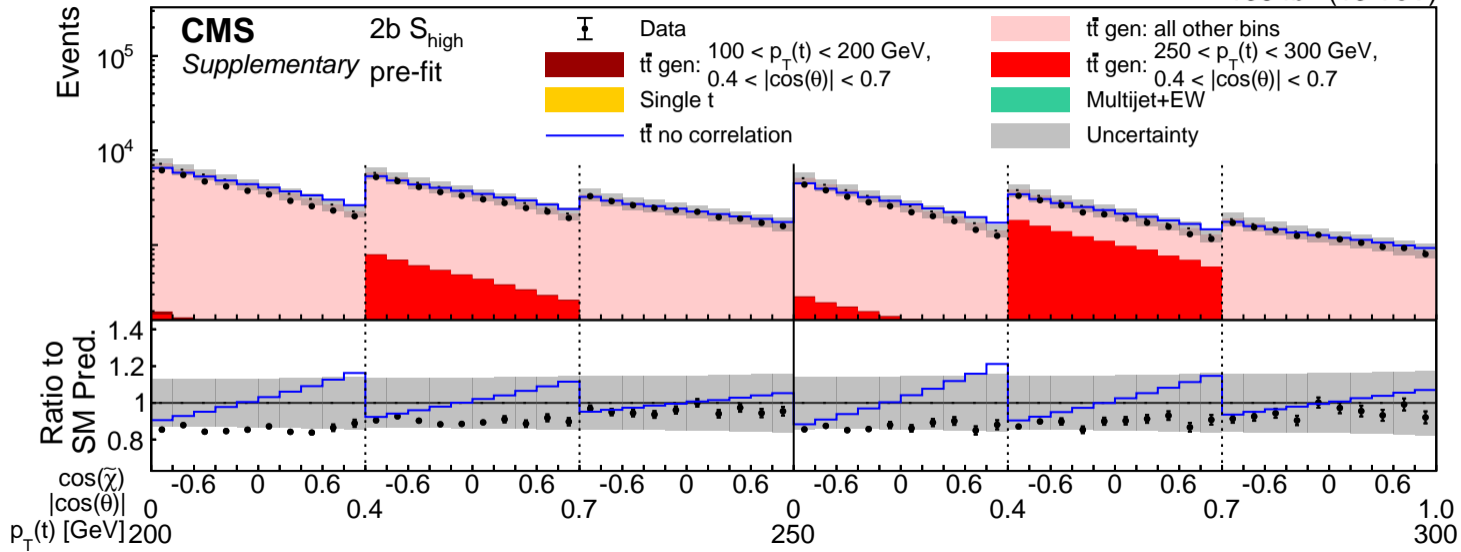 Events
10^5
10^4
CMS
Supplementary
2b S_high
pre-fit
Data
tt̄ gen: 100 < p_T(t) < 200 GeV,
0.4 < |cos(θ)| < 0.7
Single t
tt̄ no correlation
tt̄ gen: all other bins
tt̄ gen: 250 < p_T(t) < 300 GeV,
0.4 < |cos(θ)| < 0.7
Multijet+EW
Uncertainty
Ratio to
SM Pred.
1.4
1.2
1
0.8
cos(χ̃) -0.6 0 0.6 -0.6 0 0.6 -0.6 0 0.6 -0.6 0 0.6 -0.6 0 0.6 -0.6 0 0.6
|cos(θ)| 0 0.4 0.7 0 0.4 0.7 1.0
p_T(t) [GeV] 200 250 300